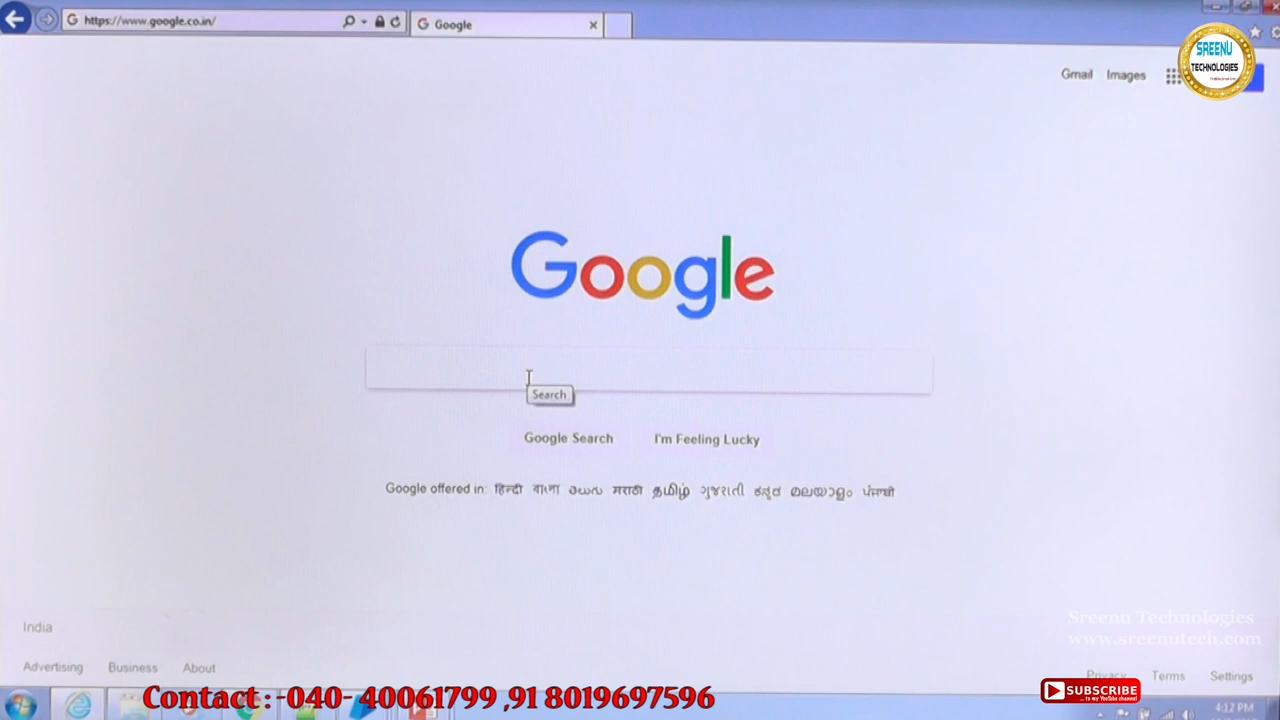 https://www.google.co.in/
Google
SREENU
TECHNOLOGIES
Gmail Images
Google
Search
Google Search I'm Feeling Lucky
Google offered in: हिन्दी বাংলা తెలుగు मराठी தமிழ் ગુજરાતી ಕನ್ನಡ മലയാളം ਪੰਜਾਬੀ
India
Sreenu Technologies
www.sreenutech.com
Advertising Business About
Privacy Terms Settings
Contact :-040- 40061799 ,91 8019697596
SUBSCRIBE
4:12 PM